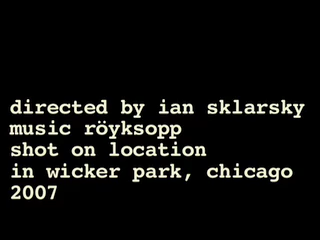 directed by ian sklarsky
music röyksopp
shot on location
in wicker park, chicago
2007